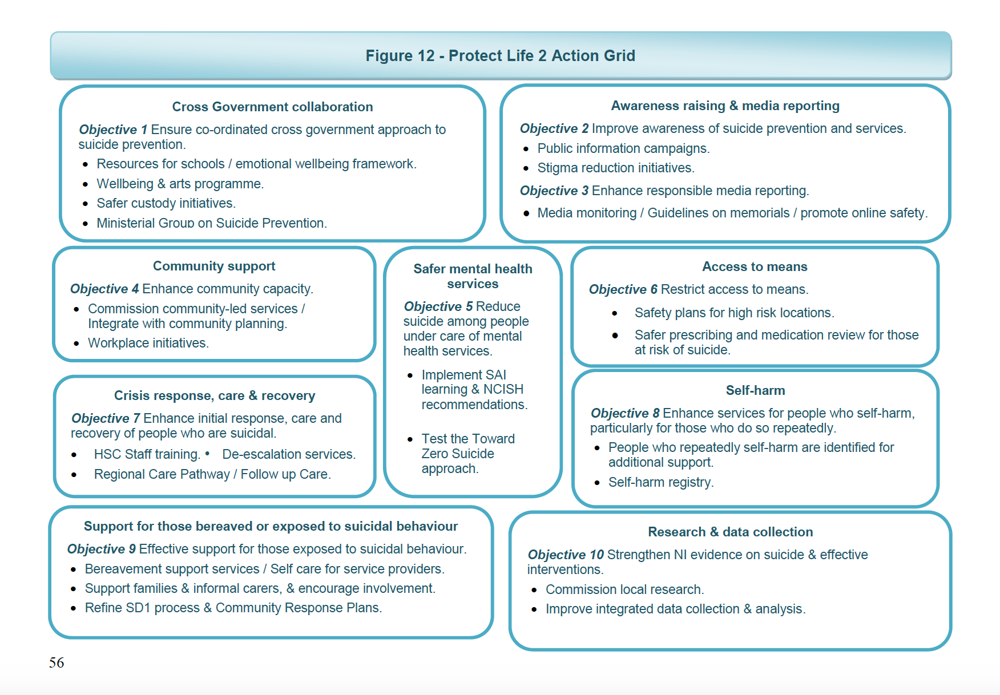 Figure 12 - Protect Life 2 Action Grid
Cross Government collaboration
Objective 1 Ensure co-ordinated cross government approach to
suicide prevention.
• Resources for schools / emotional wellbeing framework.
• Wellbeing & arts programme.
• Safer custody initiatives.
• Ministerial Group on Suicide Prevention.
Awareness raising & media reporting
Objective 2 Improve awareness of suicide prevention and services.
• Public information campaigns.
• Stigma reduction initiatives.
Objective 3 Enhance responsible media reporting.
• Media monitoring / Guidelines on memorials / promote online safety.
Community support
Objective 4 Enhance community capacity.
• Commission community-led services /
Integrate with community planning.
• Workplace initiatives.
Safer mental health
services
Objective 5 Reduce
suicide among people
under care of mental
health services.
• Implement SAI
learning & NCISH
recommendations.
• Test the Toward
Zero Suicide
approach.
Access to means
Objective 6 Restrict access to means.
• Safety plans for high risk locations.
• Safer prescribing and medication review for those
at risk of suicide.
Crisis response, care & recovery
Objective 7 Enhance initial response, care and
recovery of people who are suicidal.
• HSC Staff training. • De-escalation services.
• Regional Care Pathway / Follow up Care.
Self-harm
Objective 8 Enhance services for people who self-harm,
particularly for those who do so repeatedly.
• People who repeatedly self-harm are identified for
additional support.
• Self-harm registry.
Support for those bereaved or exposed to suicidal behaviour
Objective 9 Effective support for those exposed to suicidal behaviour.
• Bereavement support services / Self care for service providers.
• Support families & informal carers, & encourage involvement.
• Refine SD1 process & Community Response Plans.
Research & data collection
Objective 10 Strengthen NI evidence on suicide & effective
interventions.
• Commission local research.
• Improve integrated data collection & analysis.
56